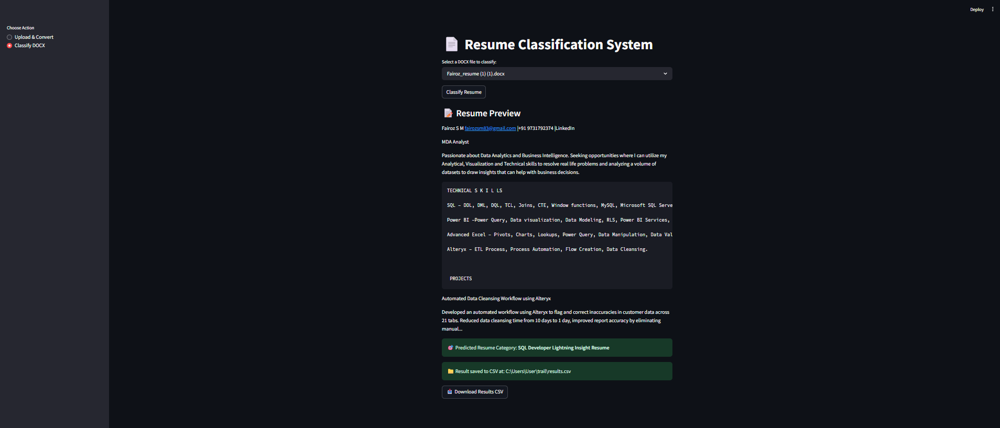 Deploy
Choose Action
Upload & Convert
Classify DOCX
Resume Classification System
Select a DOCX file to classify:
Fairoz_resume (1) (1).docx
Classify Resume
Resume Preview
Fairoz S M fairozsm83@gmail.com |+91 9731792374 |LinkedIn
MDA Analyst
Passionate about Data Analytics and Business Intelligence. Seeking opportunities where I can utilize my
Analytical, Visualization and Technical skills to resolve real life problems and analyzing a volume of
datasets to draw insights that can help with business decisions.
TECHNICAL S K I L LS
SQL – DDL, DML, DQL, TCL, Joins, CTE, Window functions, MySQL, Microsoft SQL Serve
Power BI –Power Query, Data visualization, Data Modeling, RLS, Power BI Services,
Advanced Excel – Pivots, Charts, Lookups, Power Query, Data Manipulation, Data Val
Alteryx – ETL Process, Process Automation, Flow Creation, Data Cleansing.
PROJECTS
Automated Data Cleansing Workflow using Alteryx
Developed an automated workflow using Alteryx to flag and correct inaccuracies in customer data across
21 tabs. Reduced data cleansing time from 10 days to 1 day, improved report accuracy by eliminating
manual...
Predicted Resume Category: SQL Developer Lightning Insight Resume
Result saved to CSV at: C:\Users\User\trail\results.csv
Download Results CSV